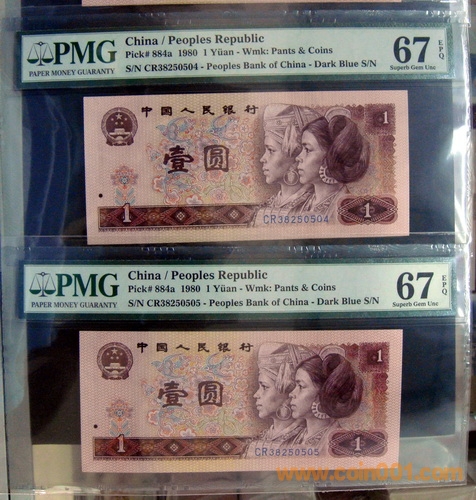 PMG
PAPER MONEY GUARANTY
China / Peoples Republic
Pick# 884a 1980 1 Yüan - Wmk: Pants & Coins
S/N CR38250504 - Peoples Bank of China - Dark Blue S/N
67 EPQ
Superb Gem Unc
中国人民银行
1
壹圆
CR38250504
1
1
PMG
PAPER MONEY GUARANTY
China / Peoples Republic
Pick# 884a 1980 1 Yüan - Wmk: Pants & Coins
S/N CR38250505 - Peoples Bank of China - Dark Blue S/N
67 EPQ
Superb Gem Unc
中国人民银行
1
壹圆
CR38250505
1
1
www.coin001.com